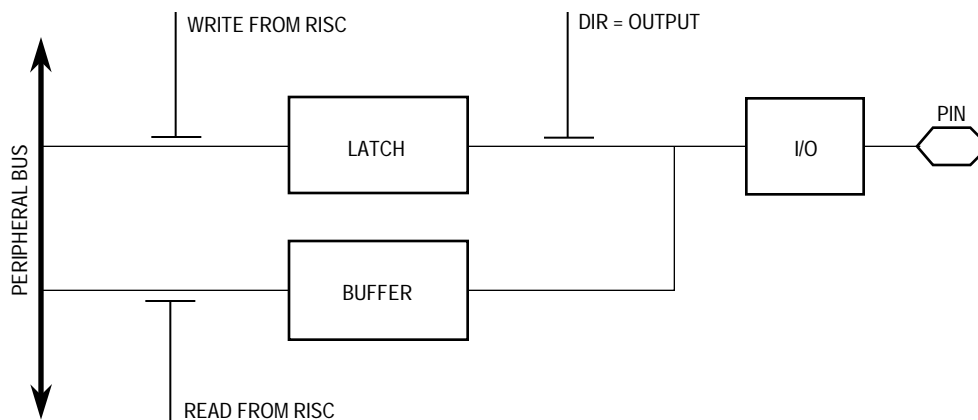 WRITE FROM RISC
DIR = OUTPUT
PIN
LATCH
I/O
PERIPHERAL BUS
BUFFER
READ FROM RISC